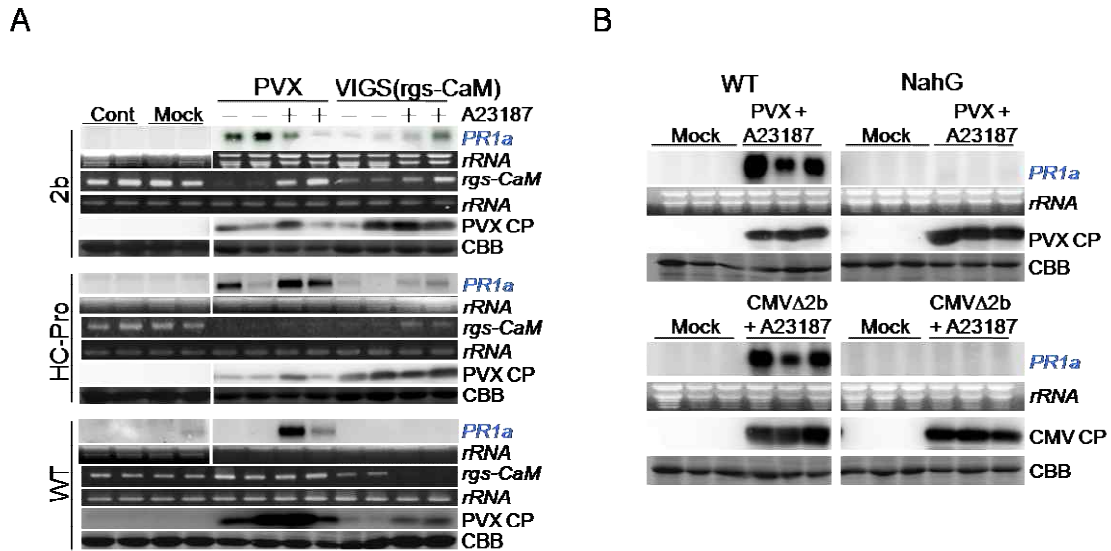 A
PVX VIGS(rgs-CaM)
Cont Mock − − + + − − + + A23187
2b
PR1a
rRNA
rgs-CaM
rRNA
PVX CP
CBB
HC-Pro
PR1a
rRNA
rgs-CaM
rRNA
PVX CP
CBB
WT
PR1a
rRNA
rgs-CaM
rRNA
PVX CP
CBB
B
WT NahG
PVX + PVX +
Mock A23187 Mock A23187
PR1a
rRNA
PVX CP
CBB
CMVΔ2b CMVΔ2b
Mock + A23187 Mock + A23187
PR1a
rRNA
CMV CP
CBB